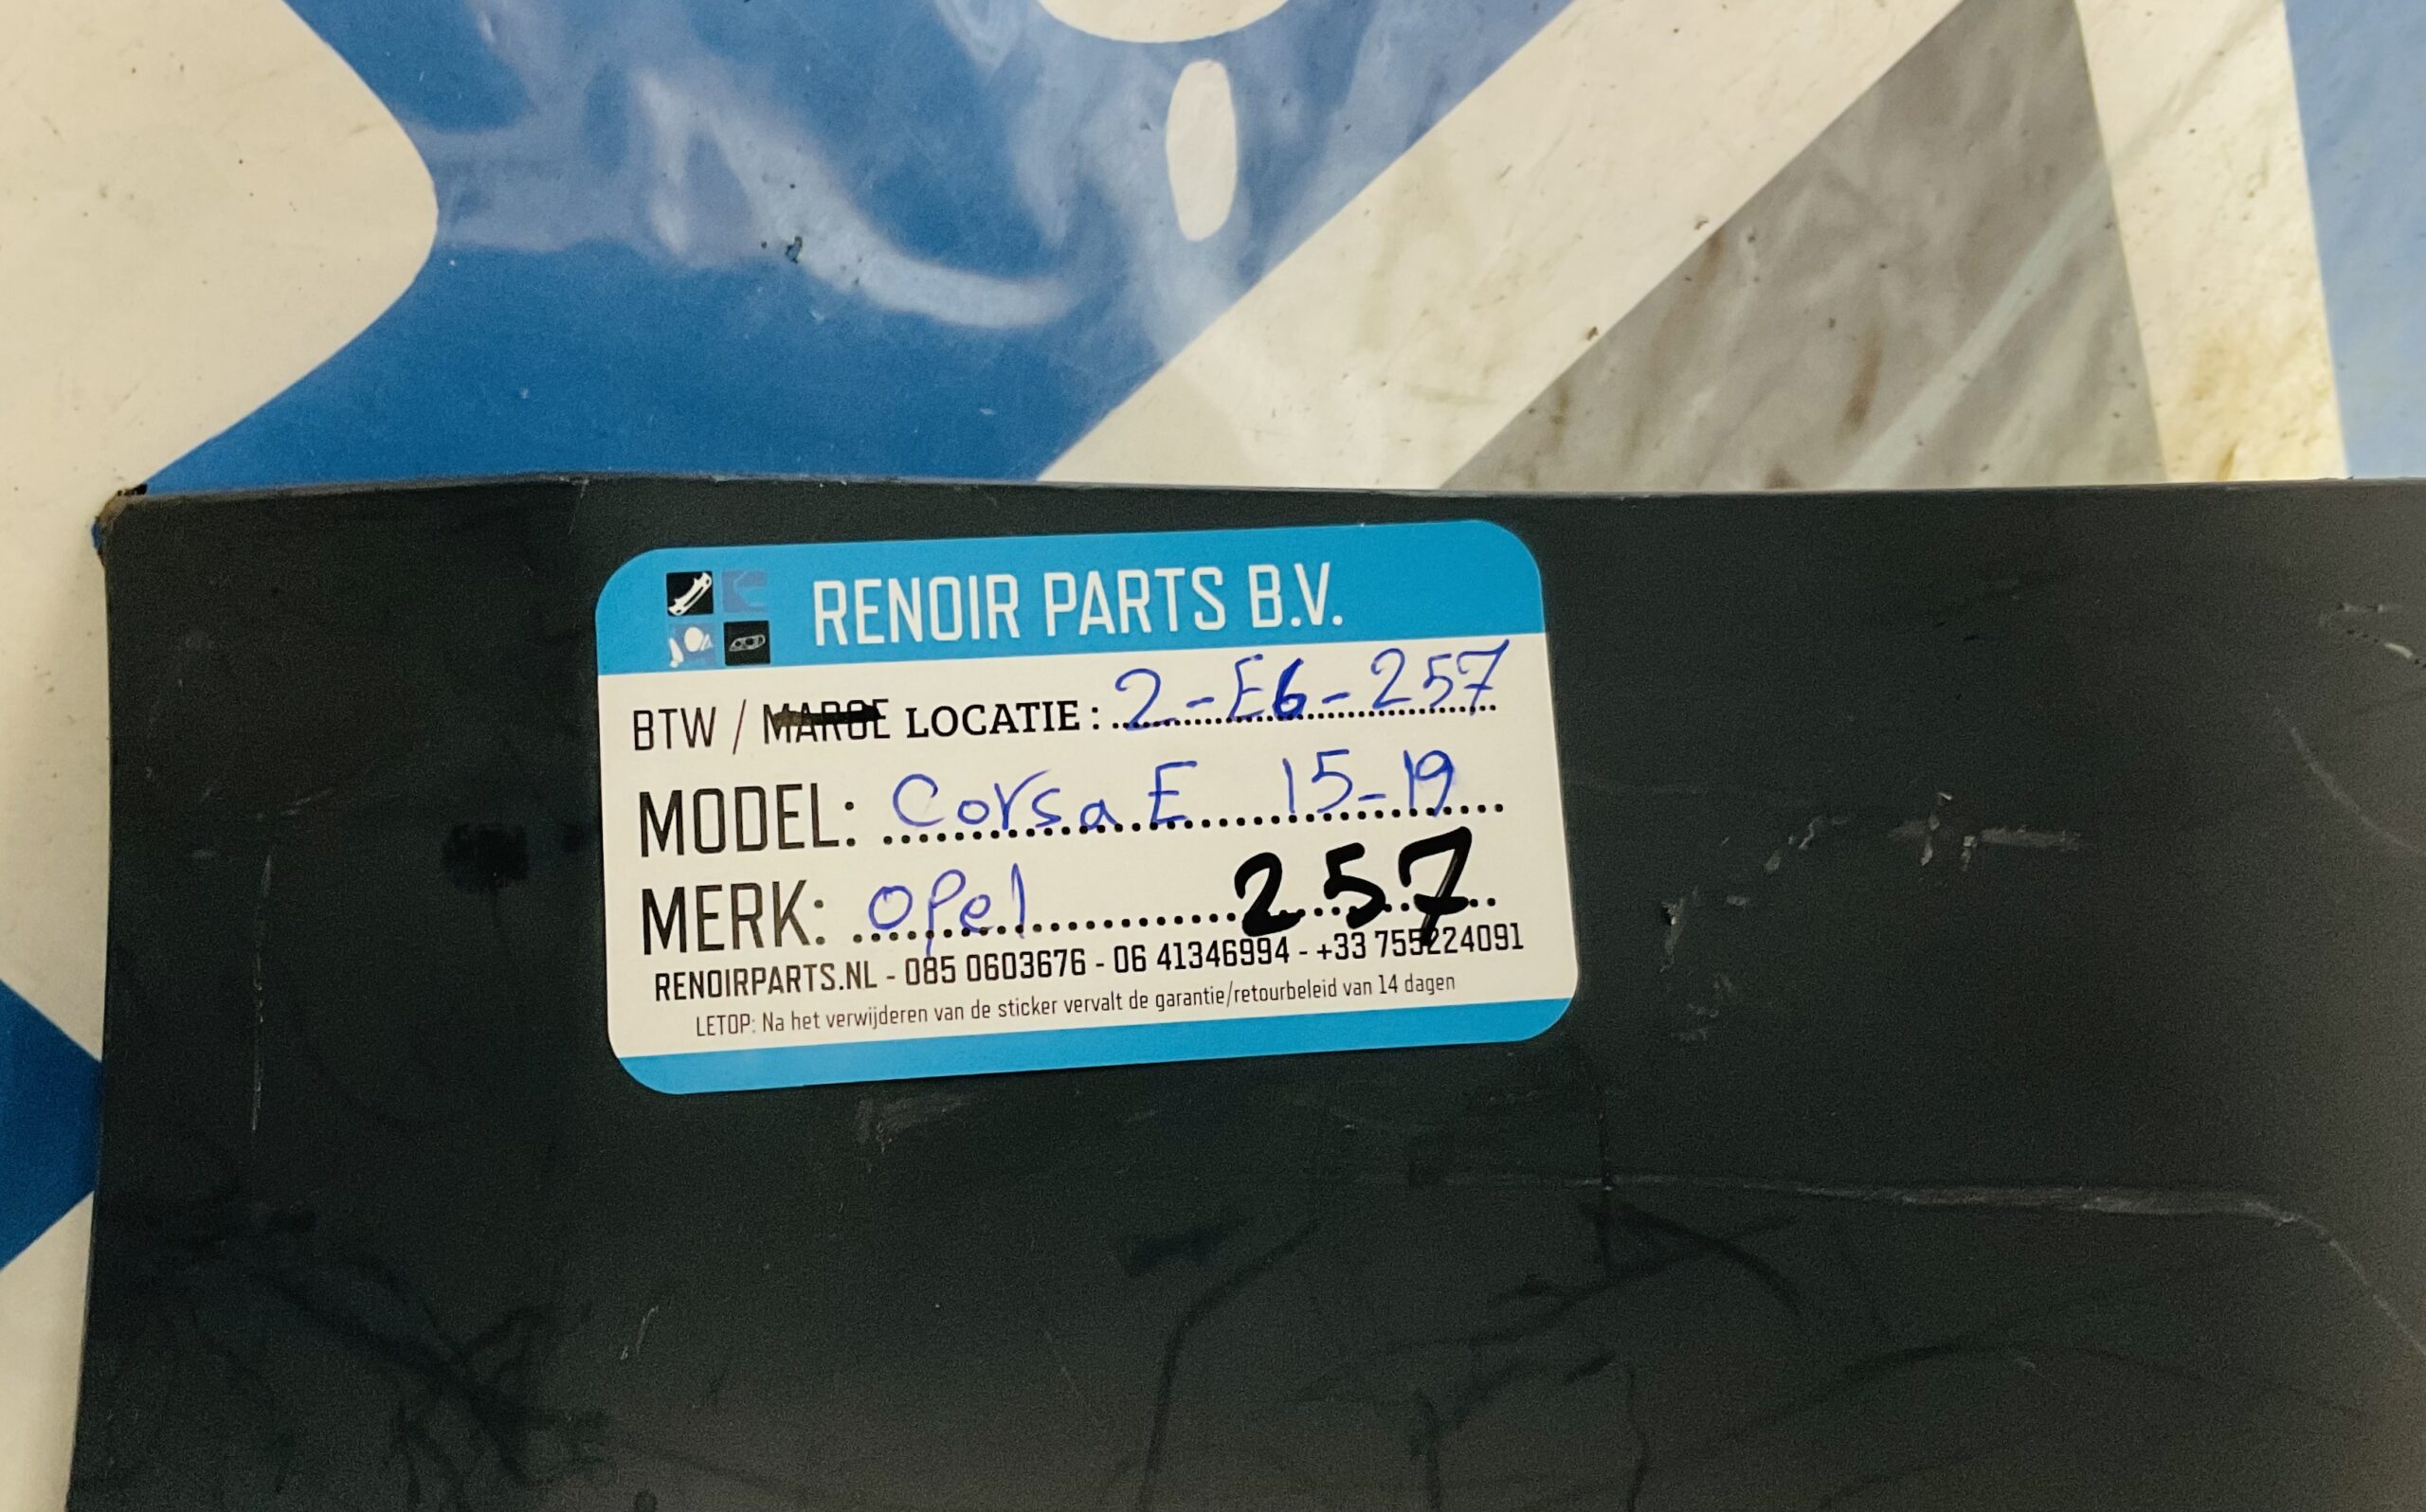 RENOIR PARTS B.V.
BTW / MARGE LOCATIE: 2-E6-257
MODEL: Corsa E 15-19
MERK: Opel 257
RENOIRPARTS.NL - 085 0603676 - 06 41346994 - +33 755224091
LETOP: Na het verwijderen van de sticker vervalt de garantie/retourbeleid van 14 dagen